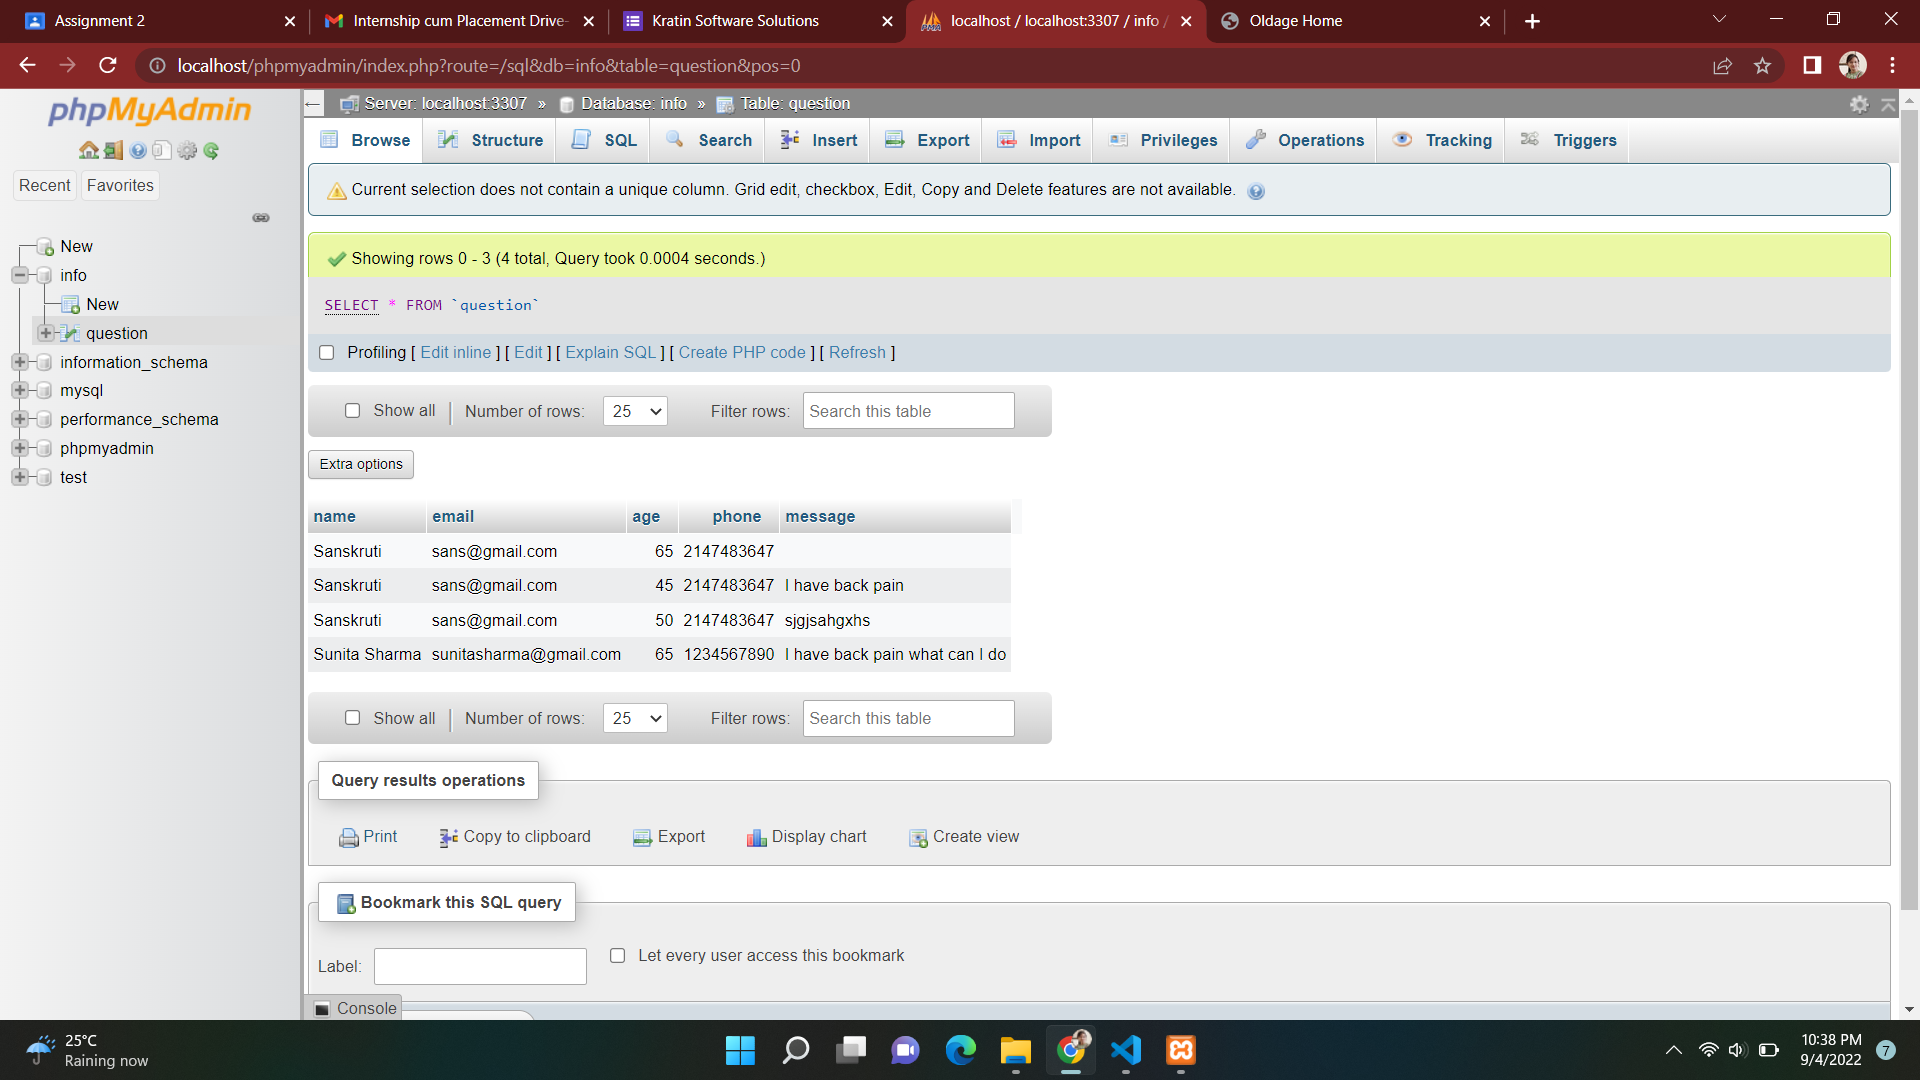 Assignment 2
Internship cum Placement Drive-
Kratin Software Solutions
localhost / localhost:3307 / info /
Oldage Home
localhost/phpmyadmin/index.php?route=/sql&db=info&table=question&pos=0
phpMyAdmin
Recent
Favorites
New
info
New
question
information_schema
mysql
performance_schema
phpmyadmin
test
Server: localhost:3307 » Database: info » Table: question
Browse Structure SQL Search Insert Export Import Privileges Operations Tracking Triggers
Current selection does not contain a unique column. Grid edit, checkbox, Edit, Copy and Delete features are not available.
Showing rows 0 - 3 (4 total, Query took 0.0004 seconds.)
SELECT * FROM `question`
Profiling [ Edit inline ] [ Edit ] [ Explain SQL ] [ Create PHP code ] [ Refresh ]
Show all | Number of rows: 25 Filter rows: Search this table
Extra options
name email age phone message
Sanskruti sans@gmail.com 65 2147483647
Sanskruti sans@gmail.com 45 2147483647 I have back pain
Sanskruti sans@gmail.com 50 2147483647 sjgjsahgxhs
Sunita Sharma sunitasharma@gmail.com 65 1234567890 I have back pain what can I do
Show all | Number of rows: 25 Filter rows: Search this table
Query results operations
Print Copy to clipboard Export Display chart Create view
Bookmark this SQL query
Label: Let every user access this bookmark
Console
25°C
Raining now
10:38 PM
9/4/2022
7